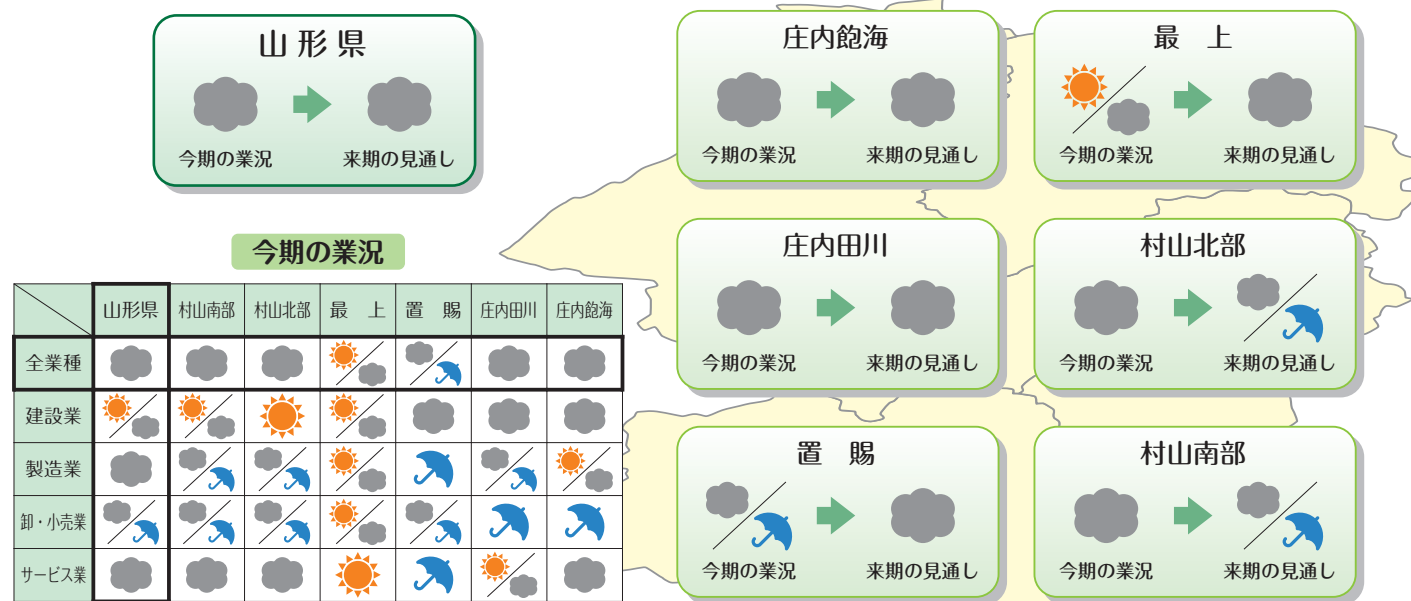 山形県
今期の業況 来期の見通し
庄内飽海
今期の業況 来期の見通し
最 上
今期の業況 来期の見通し
庄内田川
今期の業況 来期の見通し
村山北部
今期の業況 来期の見通し
置 賜
今期の業況 来期の見通し
村山南部
今期の業況 来期の見通し
今期の業況
山形県 村山南部 村山北部 最 上 置 賜 庄内田川 庄内飽海
全業種
建設業
製造業
卸・小売業
サービス業